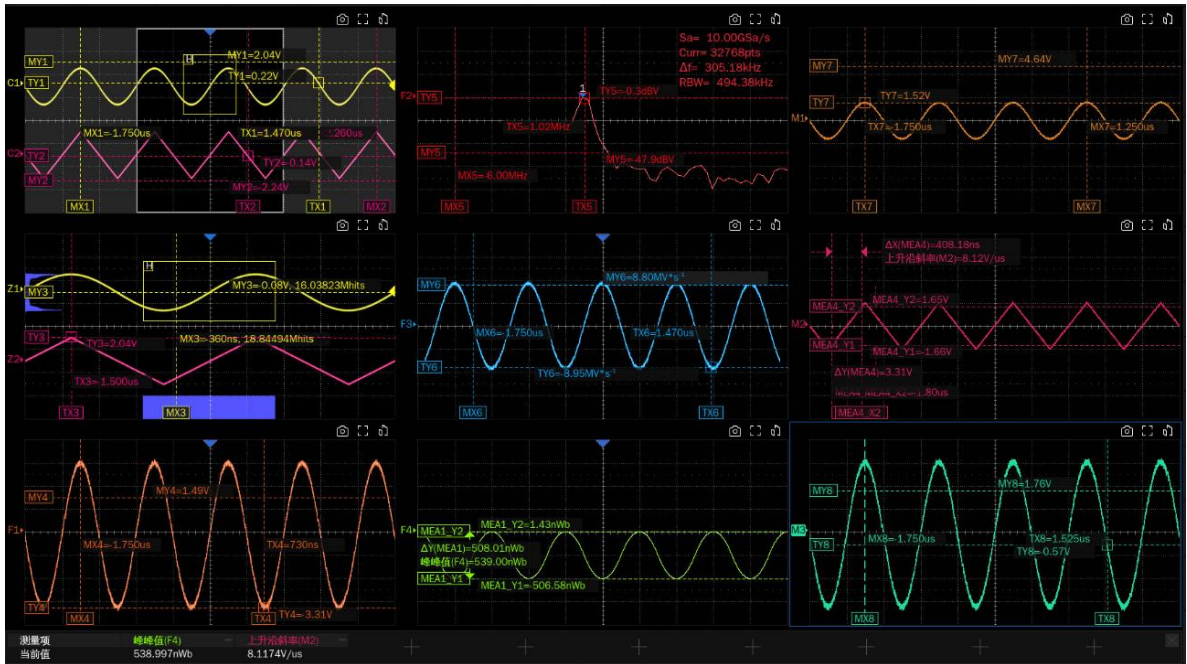 MY1
MY1=2.04V
C1
TY1
TY1=0.22V
MX1=-1.750us
TX1=1.470us
.260us
C2
TY2
TY2=-0.14V
MY2
MY2=-2.24V
MX1
TX2
TX1
MX2
Sa= 10.00GSa/s
Curr= 32768pts
Δf= 305.18kHz
RBW= 494.38kHz
1
F2
TY5
TY5=-0.3dBV
TX5=1.02MHz
MY5
MY5=-47.9dBV
MX5=-6.00MHz
MX5
TX5
MY7
MY7=4.64V
TY7
TY7=1.52V
M1
TX7=-1.750us
MX7=1.250us
TX7
MX7
H
Z1
MY3
MY3=-0.08V, 16.03823Mhits
TY3
TY3=2.04V
MX3=-360ns, 18.84494Mhits
Z2
TX3=-1.500us
TX3
MX3
MY6
MY6=8.80MV*s⁻¹
F3
MX6=-1.750us
TX6=1.470us
TY6
TY6=-8.95MV*s⁻¹
MX6
TX6
ΔX(MEA4)=408.18ns
上升沿斜率(M2)=8.12V/us
MEA4_Y2
MEA4_Y2=1.65V
M2
MEA4_Y1
MEA4_Y1=-1.66V
ΔY(MEA4)=3.31V
MEA4_X2=-1.80us
MEA4_X2
MY4
MY4=1.49V
F1
MX4=-1.750us
TX4=730ns
TY4
TY4=-3.31V
MX4
TX4
F4
MEA1_Y2
MEA1_Y2=1.43nWb
ΔY(MEA1)=508.01nWb
峰峰值(F4)=539.00nWb
MEA1_Y1
MEA1_Y1=-506.58nWb
MY8
MY8=1.76V
M3
MX8=-1.750us
TX8=1.525us
TY8
TY8=-0.57V
MX8
TX8
测量项 峰峰值(F4) 上升沿斜率(M2)
当前值 538.997nWb 8.1174V/us